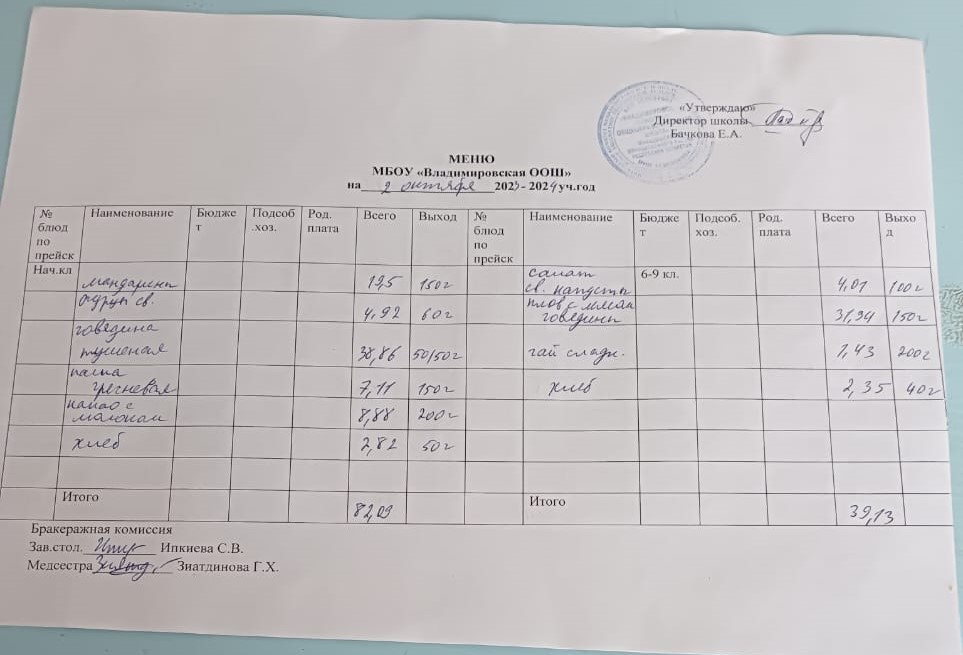 «Утверждаю»
Директор школы
Бачкова Е.А.
МЕНЮ
МБОУ «Владимировская ООШ»
на 2 октября 2023 - 2024 уч.год
№ блюд по прейск Наименование Бюджет Подсоб.хоз. Род. плата Всего Выход № блюд по прейск Наименование Бюджет Подсоб. хоз. Род. плата Всего Выход
Нач.кл мандарины 19,5 150г салат св. капусты 6-9 кл. 4,01 100г
огурец св. 4,92 60г плов с мясом говядины 31,34 150г
говядина тушеная 38,86 50/50г чай сладк. 1,43 200г
каша гречневая 7,11 150г хлеб 2,35 40г
какао с молоком 8,88 200г
хлеб 2,82 50г
Итого 82,09 Итого 39,13
Бракеражная комиссия
Зав.стол. Ипкиева С.В.
Медсестра Зиатдинова Г.Х.